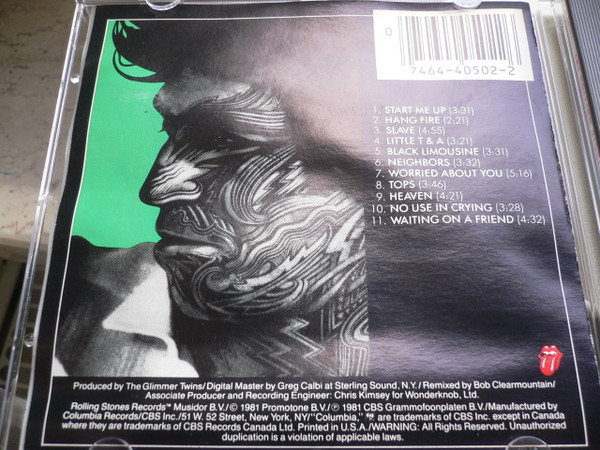 0
7464-40502-2
1. START ME UP (3:31)
2. HANG FIRE (2:21)
3. SLAVE (4:55)
4. LITTLE T & A (3:21)
5. BLACK LIMOUSINE (3:31)
6. NEIGHBORS (3:32)
7. WORRIED ABOUT YOU (5:16)
8. TOPS (3:46)
9. HEAVEN (4:21)
10. NO USE IN CRYING (3:28)
11. WAITING ON A FRIEND (4:32)
Produced by The Glimmer Twins/Digital Master by Greg Calbi at Sterling Sound, N.Y./Remixed by Bob Clearmountain/
Associate Producer and Recording Engineer: Chris Kimsey for Wonderknob, Ltd.
Rolling Stones Records™ Musidor B.V./© 1981 Promotone B.V./℗ 1981 CBS Grammofoonplaten B.V./Manufactured by
Columbia Records/CBS Inc./51 W. 52 Street, New York, NY/"Columbia," are trademarks of CBS Inc. except in Canada
where they are trademarks of CBS Records Canada Ltd. Printed in U.S.A./WARNING: All Rights Reserved. Unauthorized
duplication is a violation of applicable laws.